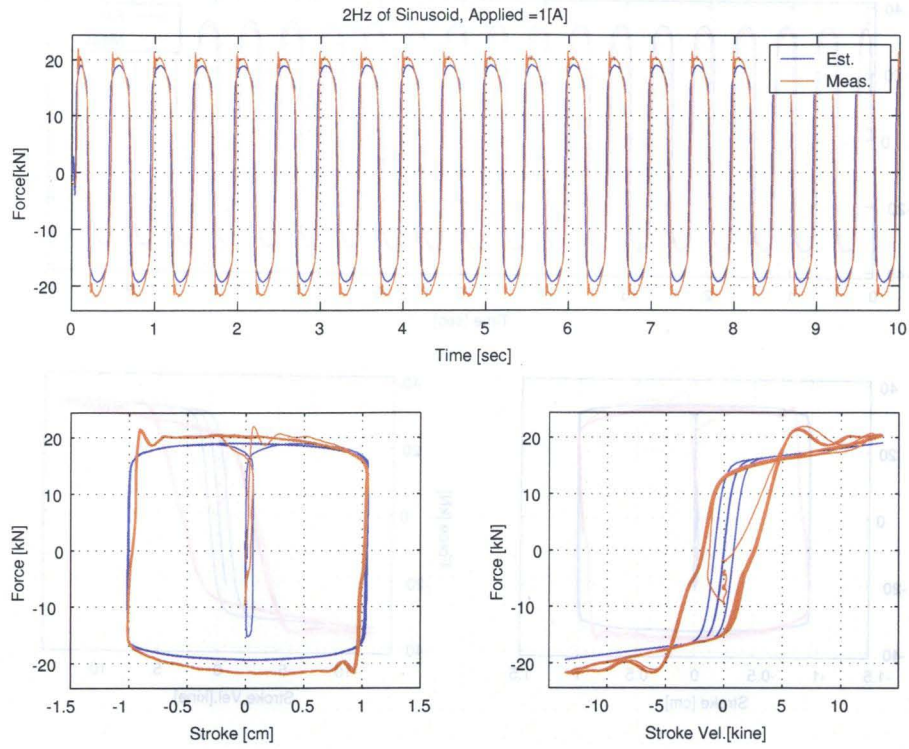 2Hz of Sinusoid, Applied =1[A]
Est.
Meas.
20
10
0
-10
-20
Force[kN]
0 1 2 3 4 5 6 7 8 9 10
Time [sec]
20
10
0
-10
-20
Force [kN]
-1.5 -1 -0.5 0 0.5 1 1.5
Stroke [cm]
20
10
0
-10
-20
Force [kN]
-10 -5 0 5 10
Stroke Vel.[kine]